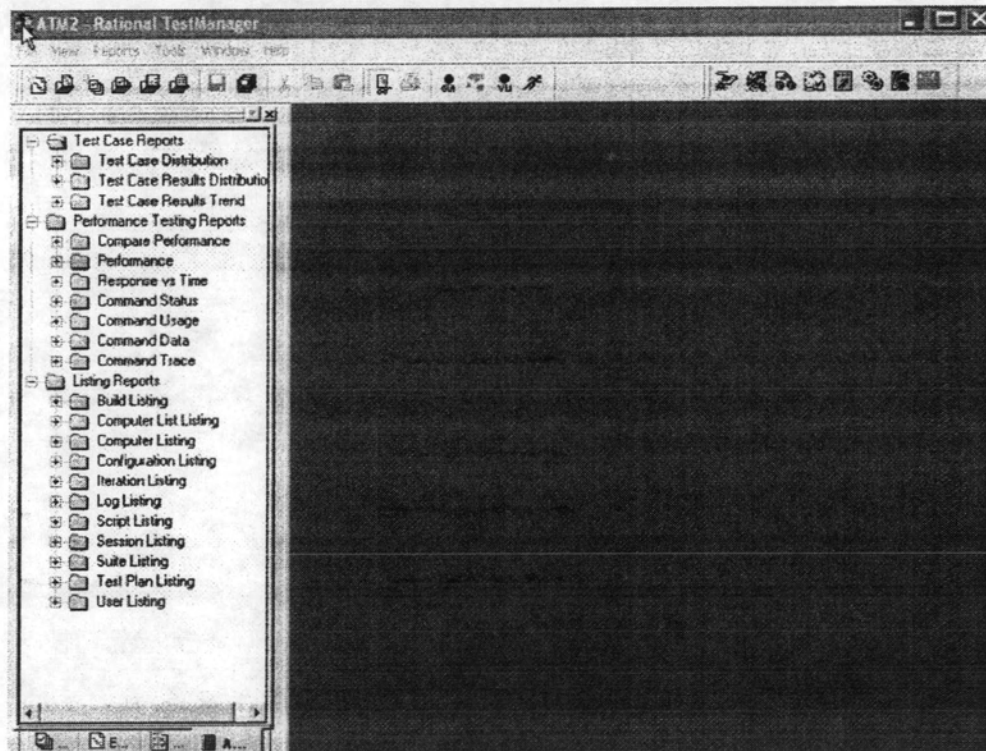 ATM2 - Rational TestManager
View Reports Tools Window Help
Test Case Reports
Test Case Distribution
Test Case Results Distributio
Test Case Results Trend
Performance Testing Reports
Compare Performance
Performance
Response vs Time
Command Status
Command Usage
Command Data
Command Trace
Listing Reports
Build Listing
Computer List Listing
Computer Listing
Configuration Listing
Iteration Listing
Log Listing
Script Listing
Session Listing
Suite Listing
Test Plan Listing
User Listing
... E... ... A...